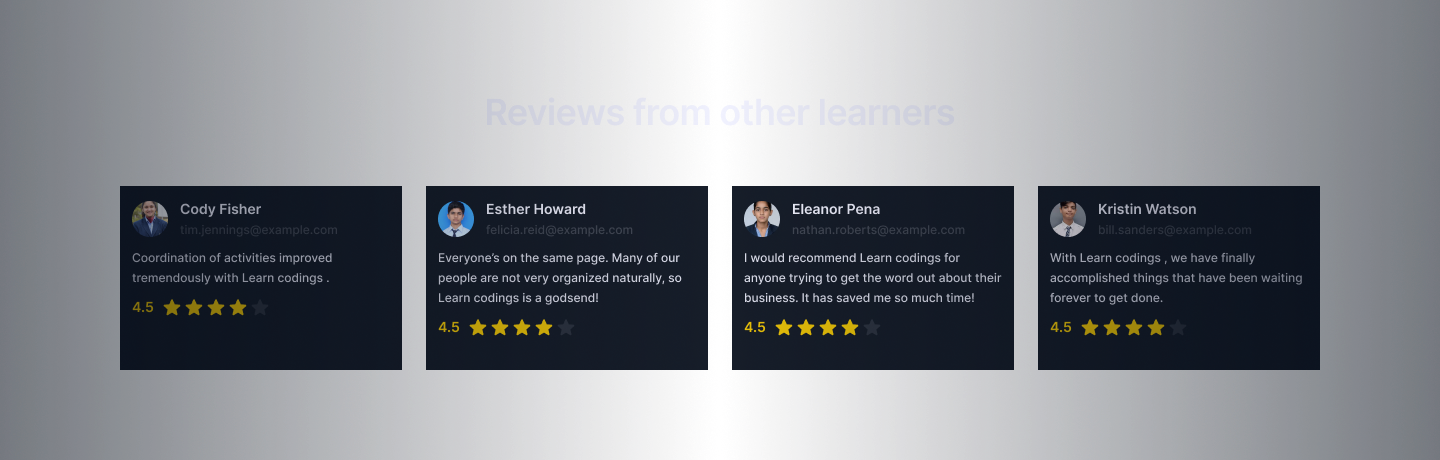 Reviews from other learners
Cody Fisher
tim.jennings@example.com
Coordination of activities improved
tremendously with Learn codings .
4.5
Esther Howard
felicia.reid@example.com
Everyone’s on the same page. Many of our
people are not very organized naturally, so
Learn codings is a godsend!
4.5
Eleanor Pena
nathan.roberts@example.com
I would recommend Learn codings for
anyone trying to get the word out about their
business. It has saved me so much time!
4.5
Kristin Watson
bill.sanders@example.com
With Learn codings , we have finally
accomplished things that have been waiting
forever to get done.
4.5